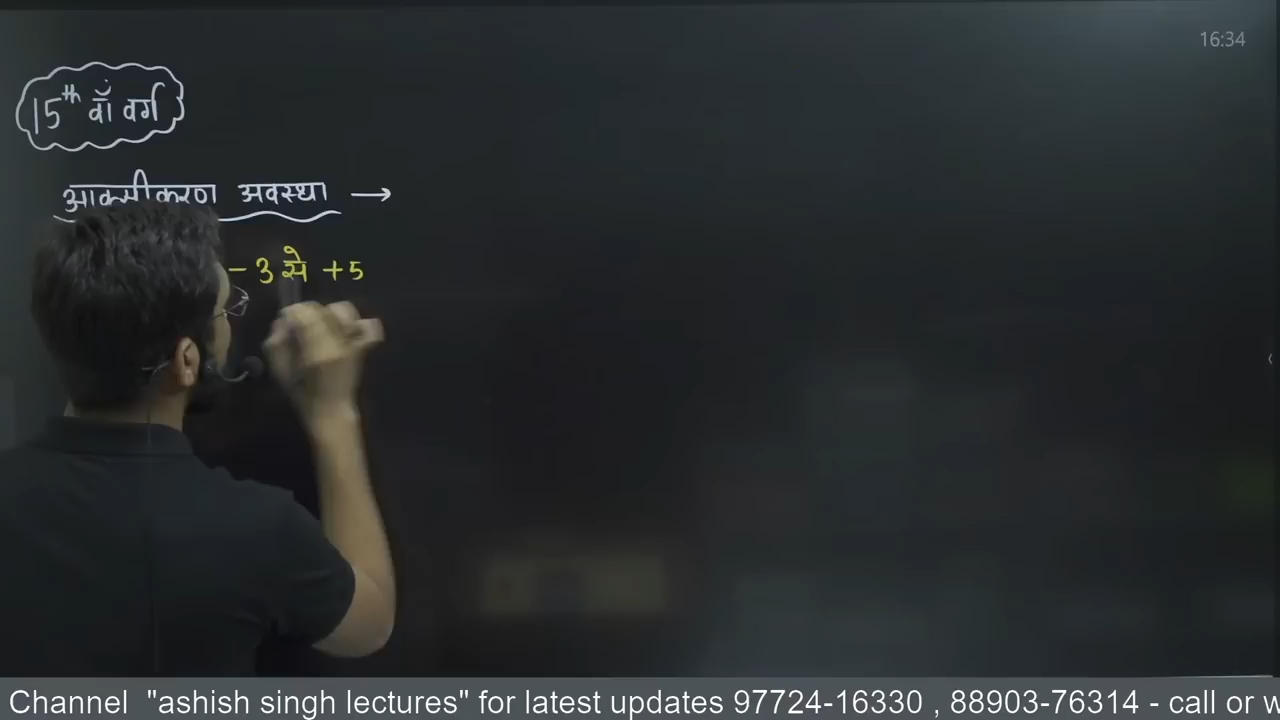 16:34
15th वाँ वर्ग
आक्सीकरण अवस्था →
- 3 से +5
Channel "ashish singh lectures" for latest updates 97724-16330 , 88903-76314 - call or w